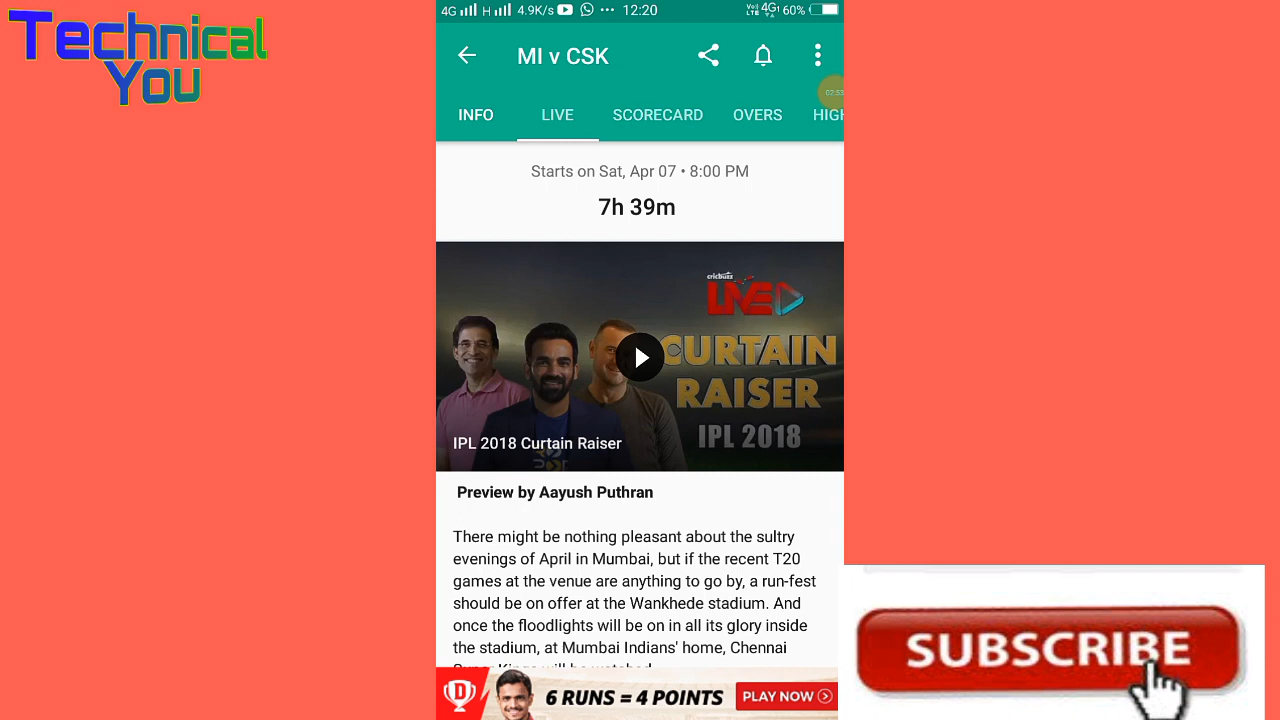 Technical
You
4G H 4.9K/s 12:20 VoLTE 4G 60%
MI v CSK
02:53
INFO LIVE SCORECARD OVERS HIGH
Starts on Sat, Apr 07 • 8:00 PM
7h 39m
cricbuzz
LIVE
CURTAIN
RAISER
IPL 2018
IPL 2018 Curtain Raiser
Preview by Aayush Puthran
There might be nothing pleasant about the sultry
evenings of April in Mumbai, but if the recent T20
games at the venue are anything to go by, a run-fest
should be on offer at the Wankhede stadium. And
once the floodlights will be on in all its glory inside
the stadium, at Mumbai Indians' home, Chennai
D 6 RUNS = 4 POINTS PLAY NOW
SUBSCRIBE